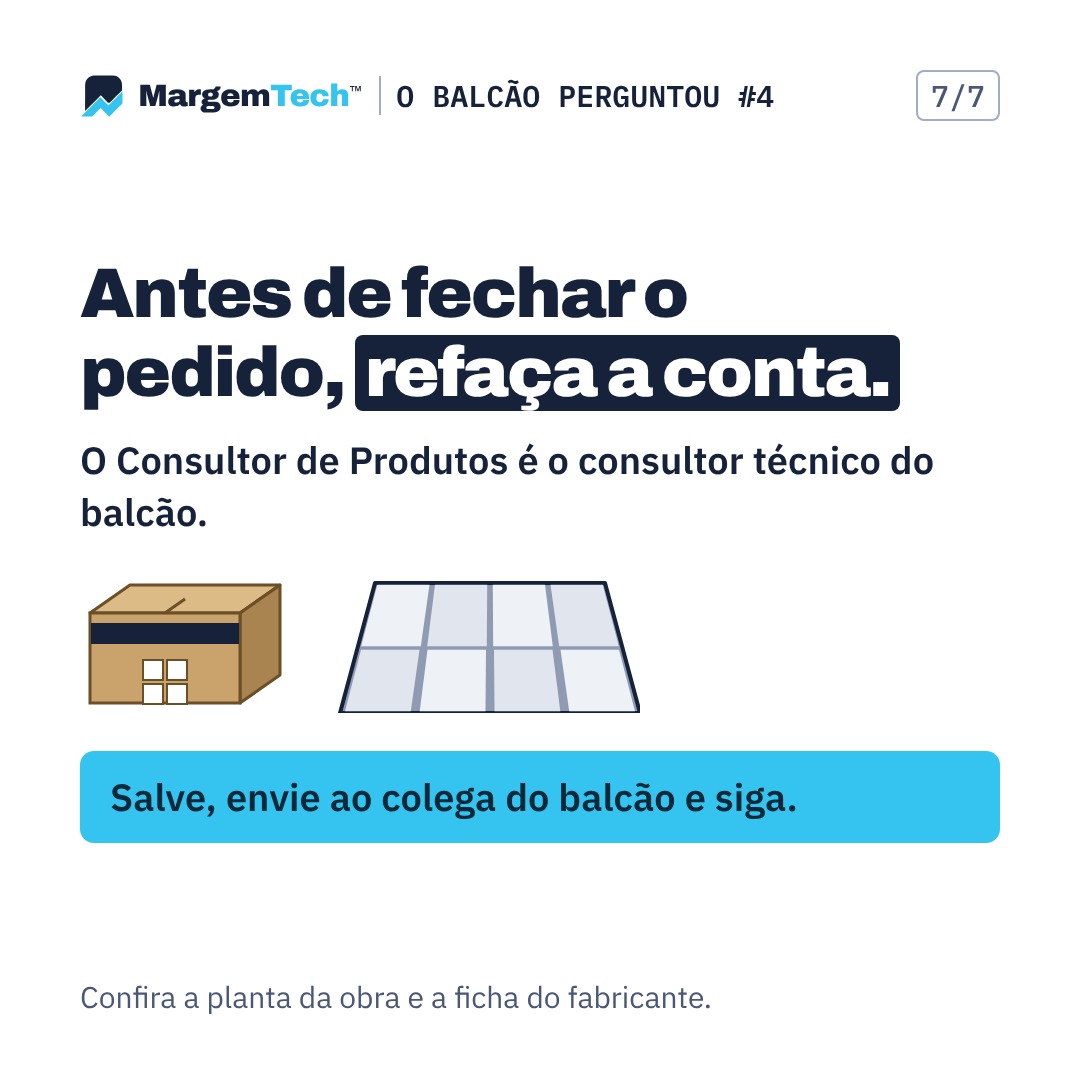 MargemTech™ O BALCÃO PERGUNTOU #4 7/7
Antes de fechar o
pedido, refaça a conta.
O Consultor de Produtos é o consultor técnico do
balcão.
Salve, envie ao colega do balcão e siga.
Confira a planta da obra e a ficha do fabricante.